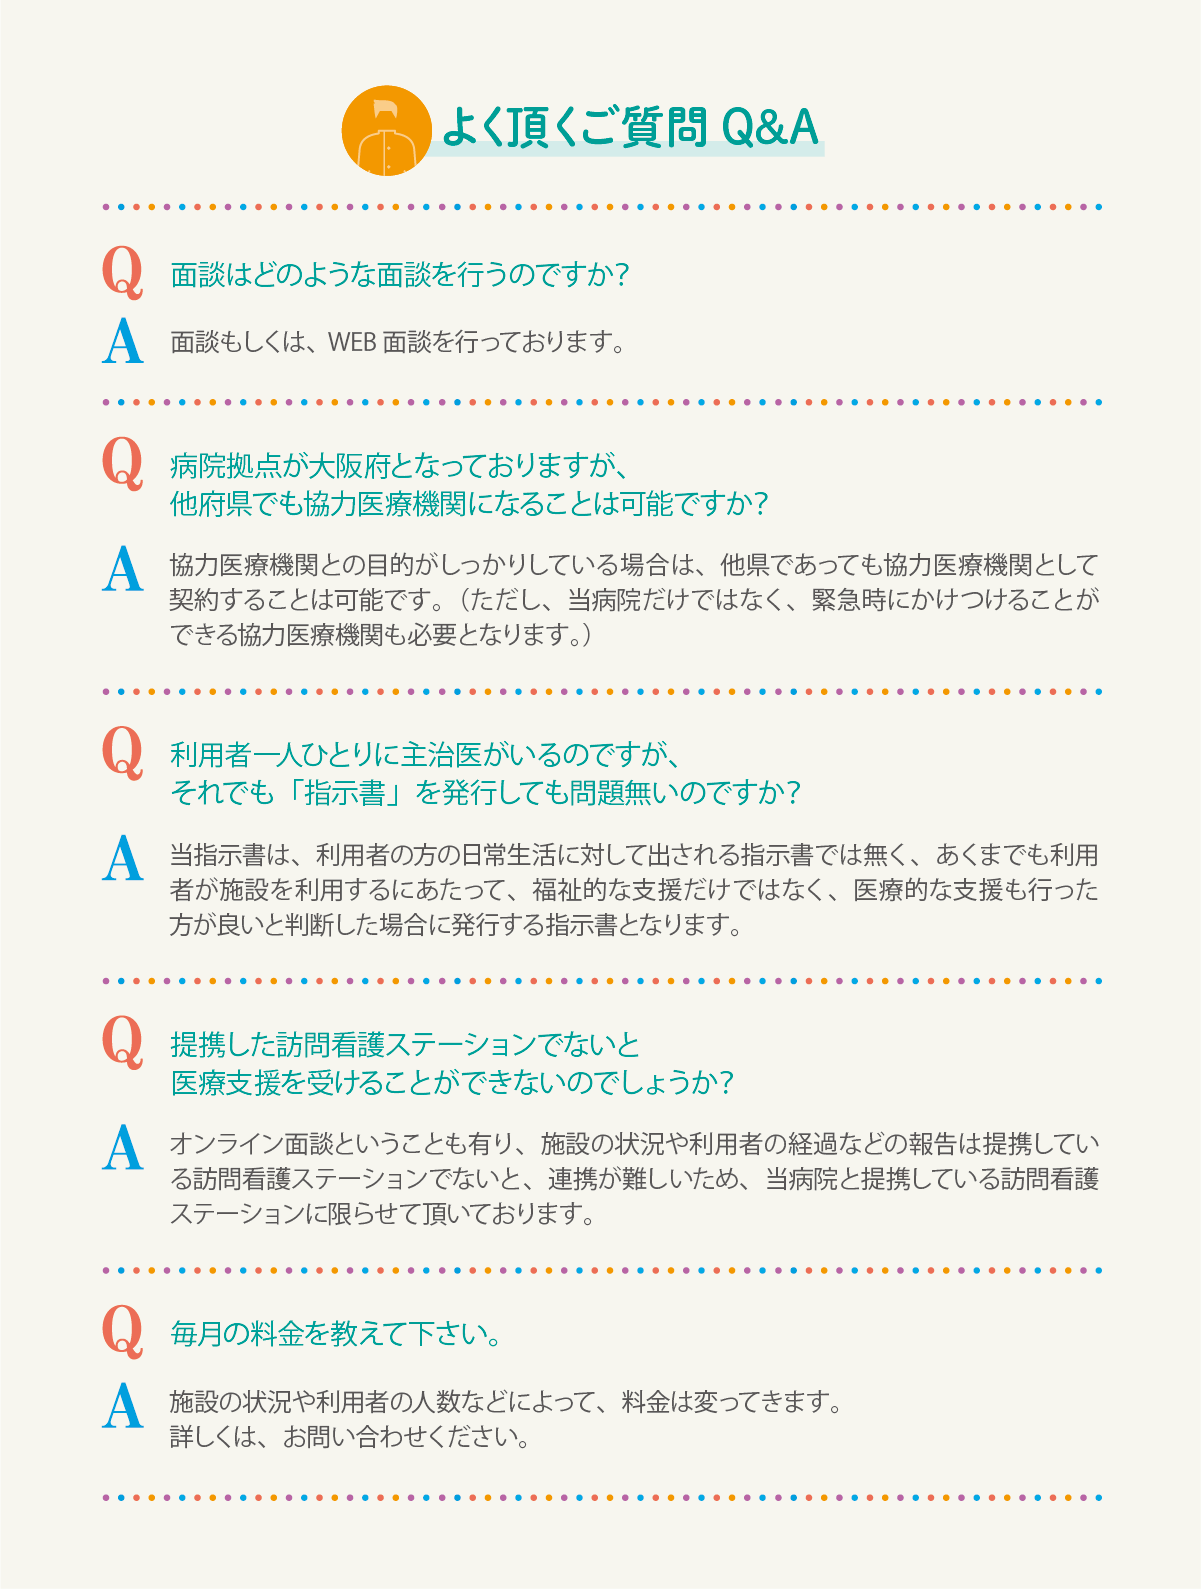 よく頂くご質問 Q&A
Q 面談はどのような面談を行うのですか？
A 面談もしくは、WEB 面談を行っております。
Q 病院拠点が大阪府となっておりますが、
他府県でも協力医療機関になることは可能ですか？
A 協力医療機関との目的がしっかりしている場合は、他県であっても協力医療機関として
契約することは可能です。（ただし、当病院だけではなく、緊急時にかけつけることが
できる協力医療機関も必要となります。）
Q 利用者一人ひとりに主治医がいるのですが、
それでも「指示書」を発行しても問題無いのですか？
A 当指示書は、利用者の方の日常生活に対して出される指示書では無く、あくまでも利用
者が施設を利用するにあたって、福祉的な支援だけではなく、医療的な支援も行った
方が良いと判断した場合に発行する指示書となります。
Q 提携した訪問看護ステーションでないと
医療支援を受けることができないのでしょうか？
A オンライン面談ということも有り、施設の状況や利用者の経過などの報告は提携してい
る訪問看護ステーションでないと、連携が難しいため、当病院と提携している訪問看護
ステーションに限らせて頂いております。
Q 毎月の料金を教えて下さい。
A 施設の状況や利用者の人数などによって、料金は変ってきます。
詳しくは、お問い合わせください。